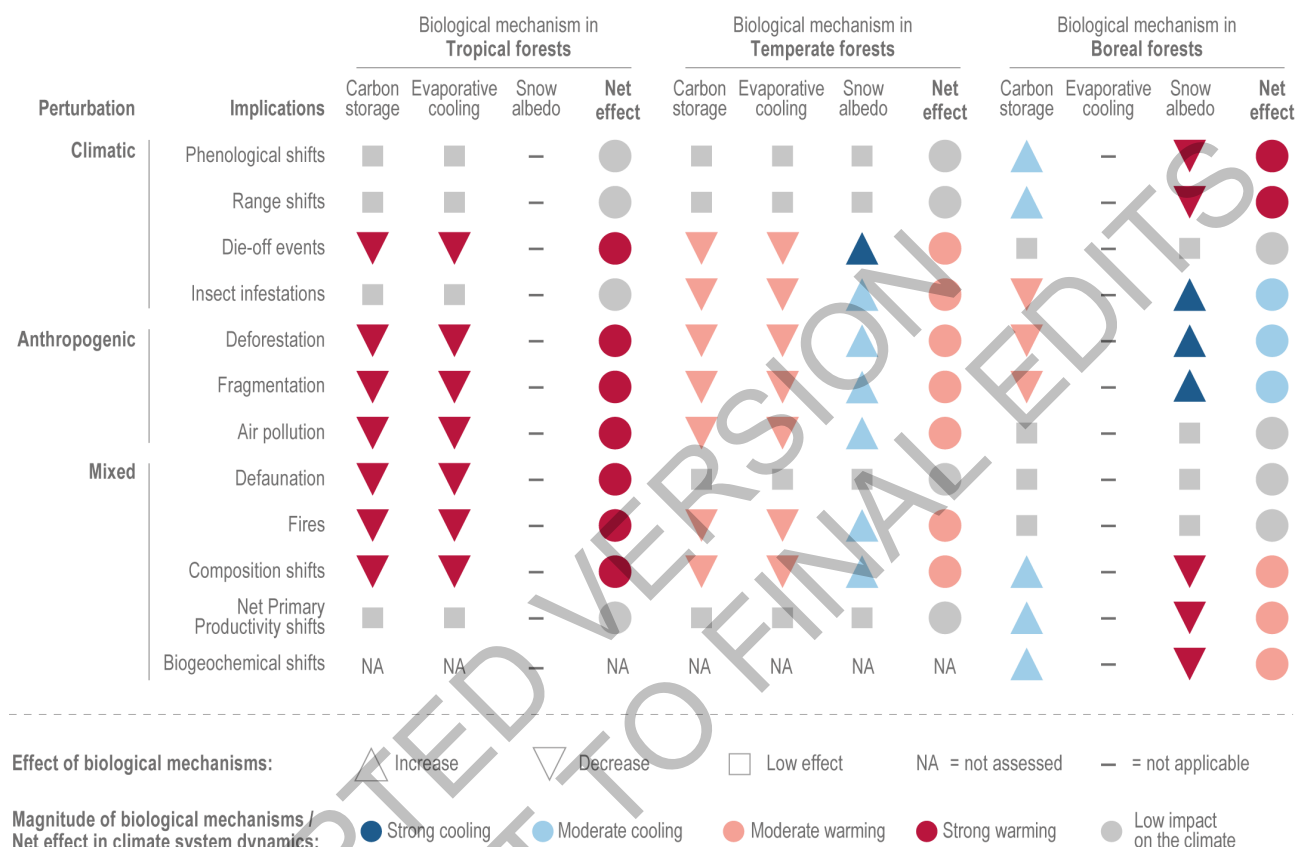 Biological mechanism in Biological mechanism in Biological mechanism in
Tropical forests Temperate forests Boreal forests
Carbon Evaporative Snow Net Carbon Evaporative Snow Net Carbon Evaporative Snow Net
Perturbation Implications storage cooling albedo effect storage cooling albedo effect storage cooling albedo effect
Climatic Phenological shifts –
Range shifts –
Die-off events –
Insect infestations –
Anthropogenic Deforestation –
Fragmentation –
Air pollution –
Mixed Defaunation –
Fires –
Composition shifts –
Net Primary
Productivity shifts –
Biogeochemical shifts NA NA – NA NA NA NA NA –
Effect of biological mechanisms: Increase Decrease Low effect NA = not assessed – = not applicable
Magnitude of biological mechanisms /
Net effect in climate system dynamics: Strong cooling Moderate cooling Moderate warming Strong warming Low impact
on the climate
PTED VERSION
T TO FINAL EDITS